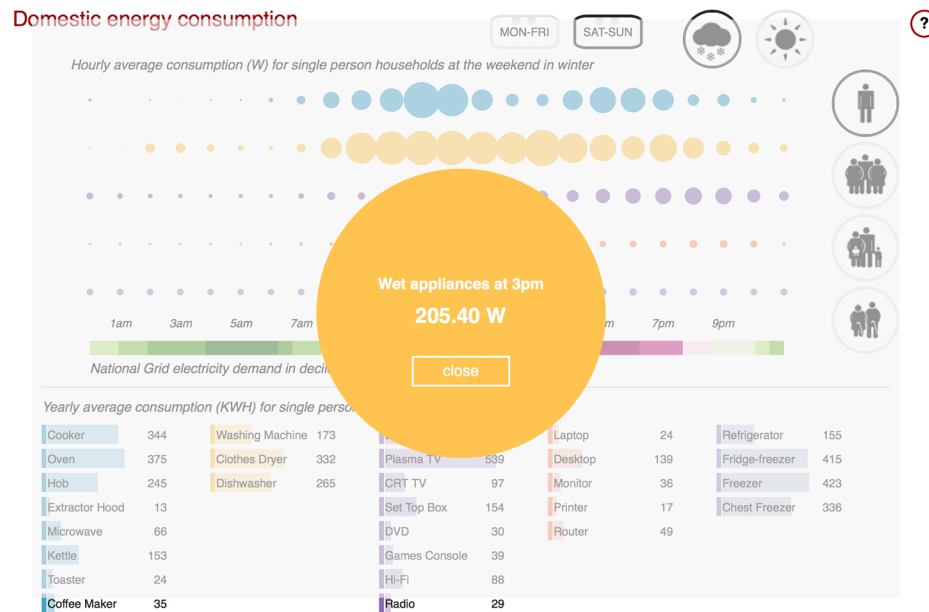 Domestic energy consumption
MON-FRI
SAT-SUN
?
Hourly average consumption (W) for single person households at the weekend in winter
Wet appliances at 3pm
205.40 W
close
1am 3am 5am 7am 7pm 9pm
National Grid electricity demand in
Yearly average consumption (KWH) for single
Cooker 344
Oven 375
Hob 245
Extractor Hood 13
Microwave 66
Kettle 153
Toaster 24
Coffee Maker 35
Washing Machine 173
Clothes Dryer 332
Dishwasher 265
Plasma TV 539
CRT TV 97
Set Top Box 154
DVD 30
Games Console 39
Hi-Fi 88
Radio 29
Laptop 24
Desktop 139
Monitor 36
Printer 17
Router 49
Refrigerator 155
Fridge-freezer 415
Freezer 423
Chest Freezer 336